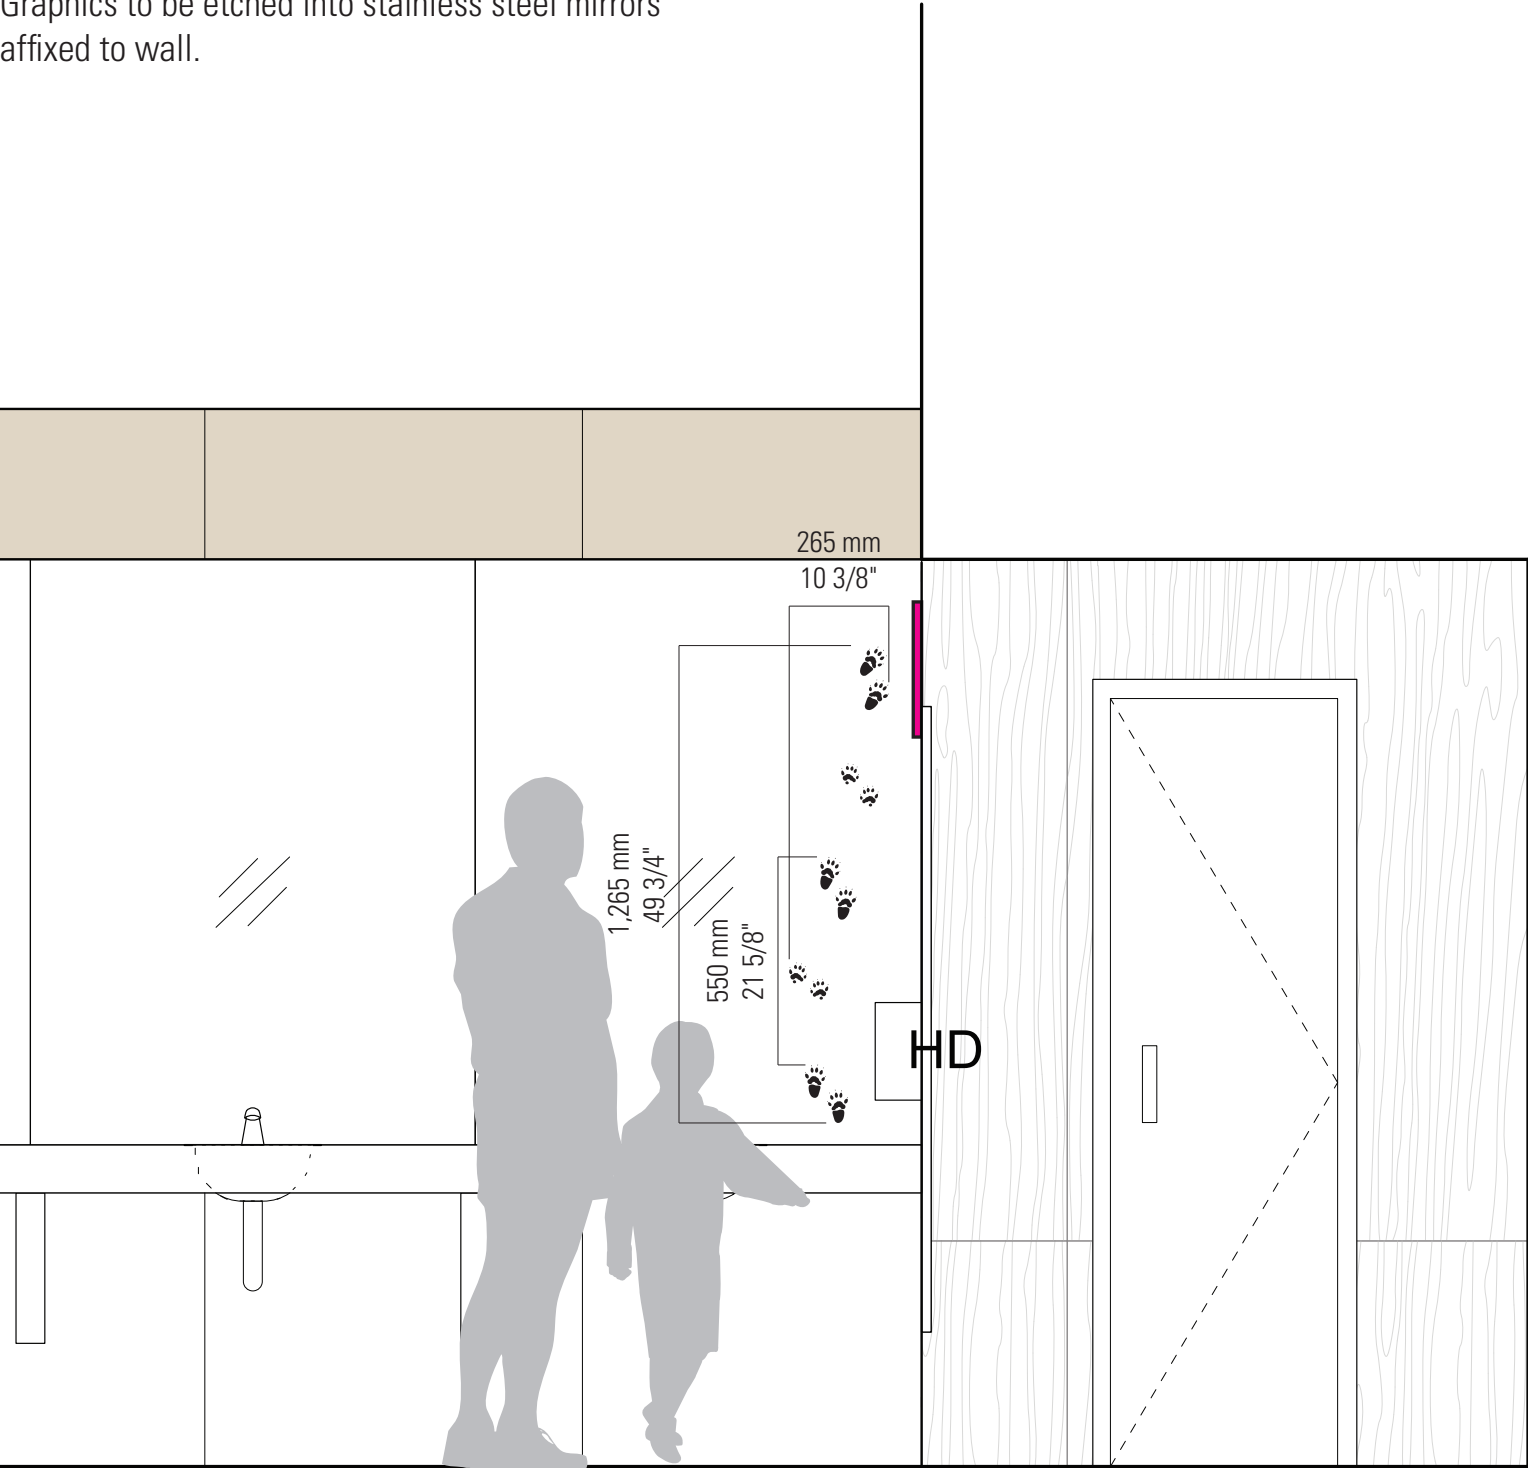 Graphics to be etched into stainless steel mirrors
affixed to wall.
265 mm
10 3/8"
1,265 mm
49 3/4"
550 mm
21 5/8"
HD